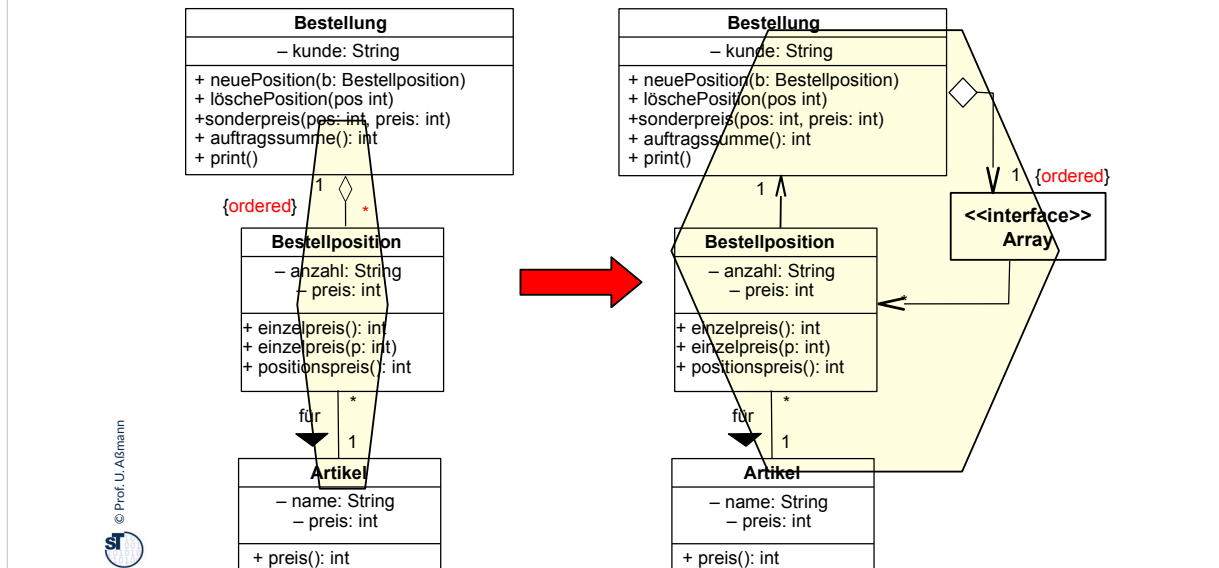 Bestellung
– kunde: String
+ neuePosition(b: Bestellposition)
+ löschePosition(pos int)
+sonderpreis(pos: int, preis: int)
+ auftragssumme(): int
+ print()
1
{ordered}
*
Bestellposition
– anzahl: String
– preis: int
+ einzelpreis(): int
+ einzelpreis(p: int)
+ positionspreis(): int
*
für
1
Artikel
– name: String
– preis: int
+ preis(): int
Bestellung
– kunde: String
+ neuePosition(b: Bestellposition)
+ löschePosition(pos int)
+sonderpreis(pos: int, preis: int)
+ auftragssumme(): int
+ print()
1
1 {ordered}
<<interface>>
Array
Bestellposition
– anzahl: String
– preis: int
*
+ einzelpreis(): int
+ einzelpreis(p: int)
+ positionspreis(): int
*
für
1
Artikel
– name: String
– preis: int
+ preis(): int
© Prof. U. Aßmann
ST